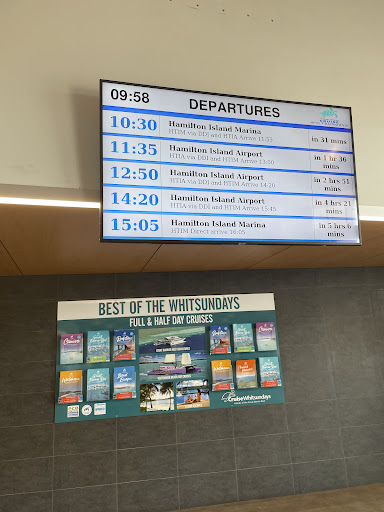 09:58
DEPARTURES
10:30 Hamilton Island Marina in 31 mins
HTIM via DDI and HTIA Arrive 11:55
11:35 Hamilton Island Airport in 1 hr 36 mins
HTIA via DDI and HTIM Arrive 13:00
12:50 Hamilton Island Airport in 2 hrs 51 mins
HTIA via DDI and HTIM Arrive 14:20
14:20 Hamilton Island Airport in 4 hrs 21 mins
HTIA via DDI and HTIM Arrive 15:45
15:05 Hamilton Island Marina in 5 hrs 6 mins
HTIM Direct arrive 16:05
BEST OF THE WHITSUNDAYS
FULL & HALF DAY CRUISES
Camira
Camira
CruiseWhitsundays